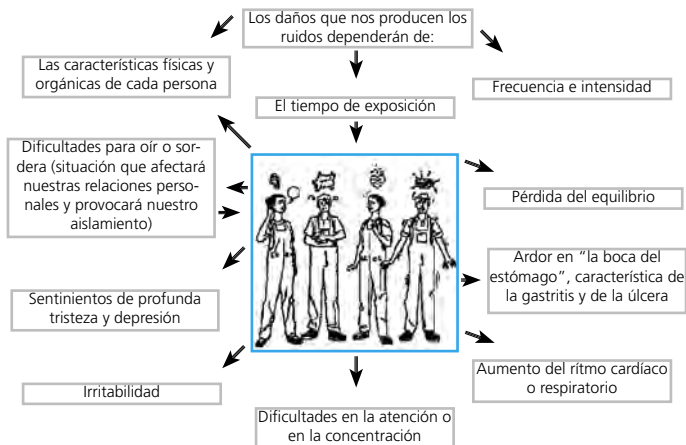 Los daños que nos producen los
ruidos dependerán de:
Las características físicas y
orgánicas de cada persona
El tiempo de exposición
Frecuencia e intensidad
Dificultades para oír o sor-
dera (situación que afectará
nuestras relaciones perso-
nales y provocará nuestro
aislamiento)
Pérdida del equilibrio
Ardor en “la boca del
estómago”, característica de
la gastritis y de la úlcera
Sentinientos de profunda
tristeza y depresión
Aumento del rítmo cardíaco
o respiratorio
Irritabilidad
Dificultades en la atención o
en la concentración